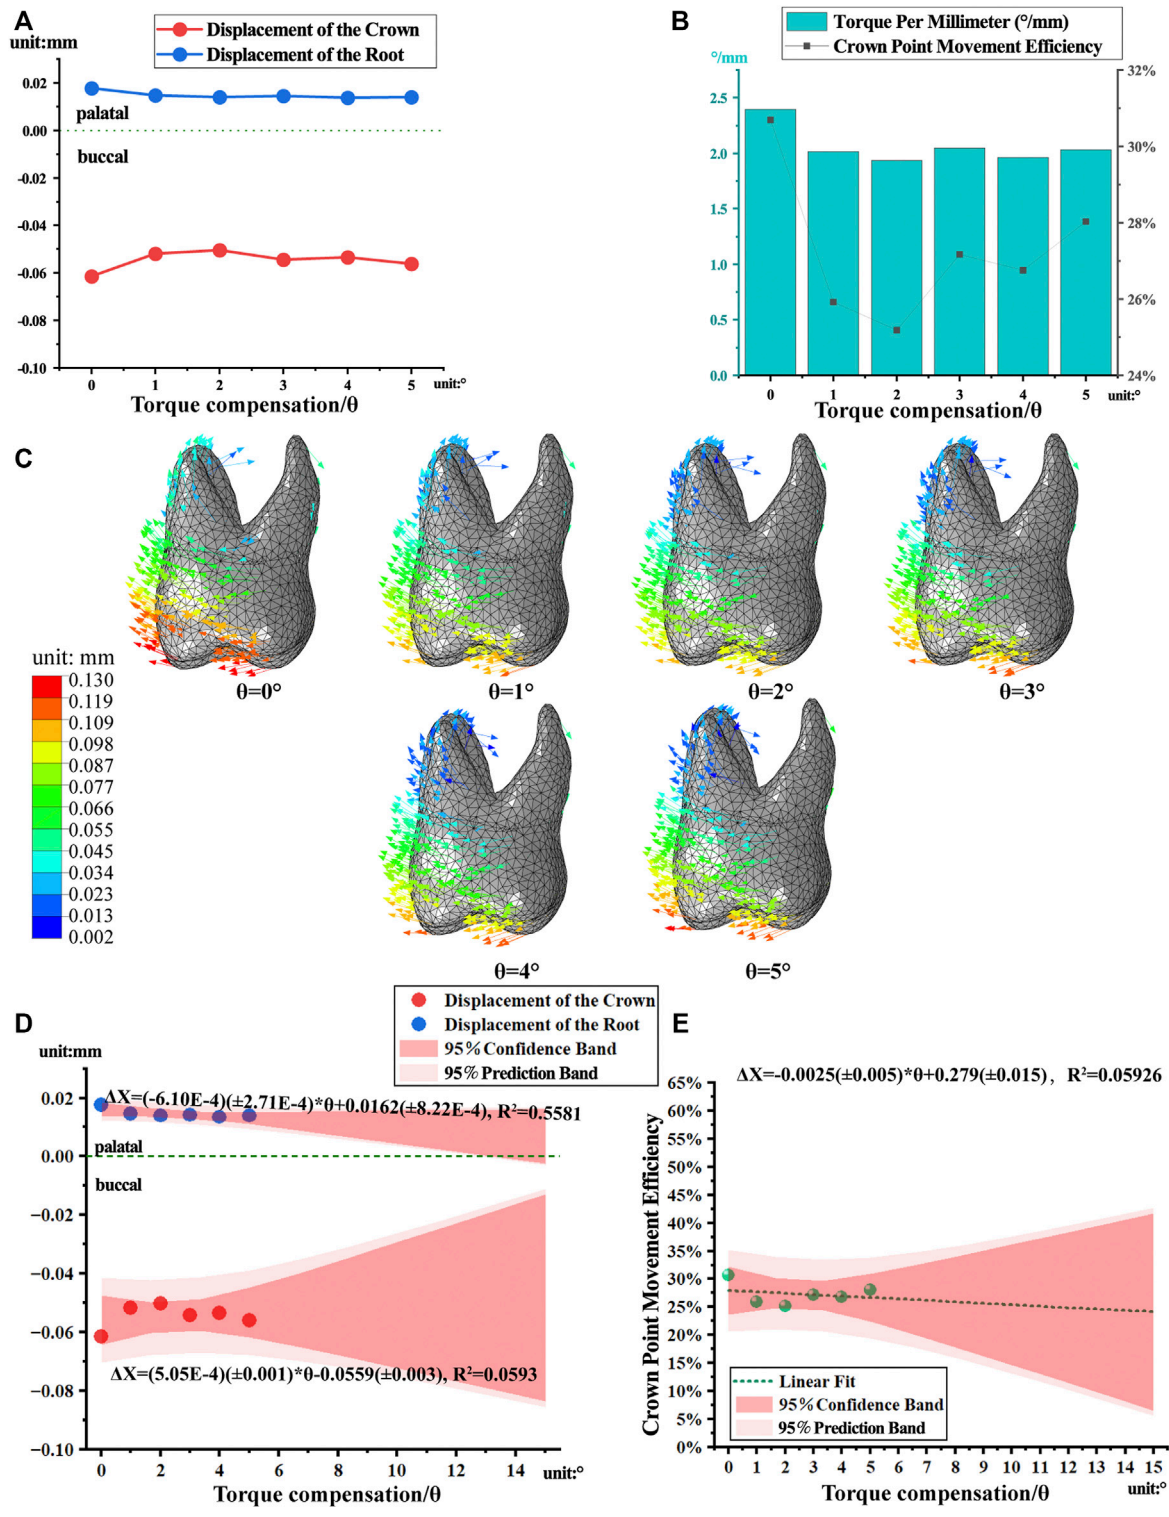 A
unit:mm
Displacement of the Crown
Displacement of the Root
0.02
0.00
-0.02
-0.04
-0.06
-0.08
-0.10
palatal
buccal
0 1 2 3 4 5 unit:°
Torque compensation/θ
B
Torque Per Millimeter (°/mm)
Crown Point Movement Efficiency
°/mm
2.5
2.0
1.5
1.0
0.5
0.0
32%
30%
28%
26%
24%
0 1 2 3 4 5 unit:°
Torque compensation/θ
C
θ=0°
θ=1°
θ=2°
θ=3°
unit: mm
0.130
0.119
0.109
0.098
0.087
0.077
0.066
0.055
0.045
0.034
0.023
0.013
0.002
θ=4°
θ=5°
D
unit:mm
Displacement of the Crown
Displacement of the Root
95% Confidence Band
95% Prediction Band
ΔX=(-6.10E-4)(±2.71E-4)*θ+0.0162(±8.22E-4), R²=0.5581
0.02
0.00
−0.02
−0.04
−0.06
−0.08
−0.10
palatal
buccal
ΔX=(5.05E-4)(±0.001)*θ-0.0559(±0.003), R²=0.0593
0 2 4 6 8 10 12 14 unit:°
Torque compensation/θ
E
ΔX=-0.0025(±0.005)*θ+0.279(±0.015), R²=0.05926
Crown Point Movement Efficiency
65%
60%
55%
50%
45%
40%
35%
30%
25%
20%
15%
10%
5%
0%
Linear Fit
95% Confidence Band
95% Prediction Band
0 1 2 3 4 5 6 7 8 9 10 11 12 13 14 15
unit:°
Torque compensation/θ